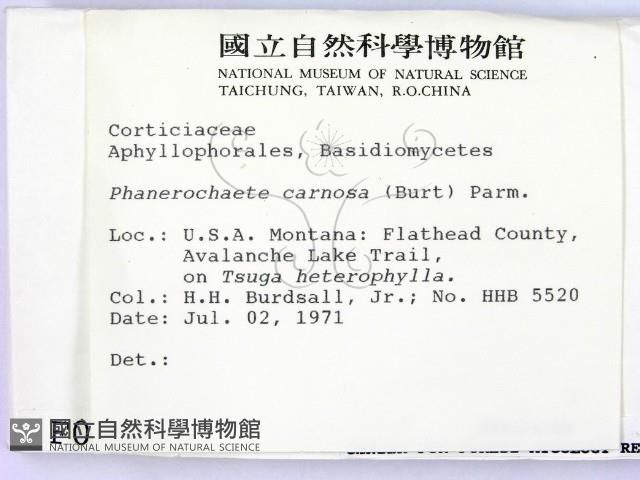 國立自然科學博物館
NATIONAL MUSEUM OF NATURAL SCIENCE
TAICHUNG, TAIWAN, R.O.CHINA
Corticiaceae
Aphyllophorales, Basidiomycetes
Phanerochaete carnosa (Burt) Parm.
Loc.: U.S.A. Montana: Flathead County,
Avalanche Lake Trail,
on Tsuga heterophylla.
Col.: H.H. Burdsall, Jr.; No. HHB 5520
Date: Jul. 02, 1971
Det.:
國立自然科學博物館
NATIONAL MUSEUM OF NATURAL SCIENCE